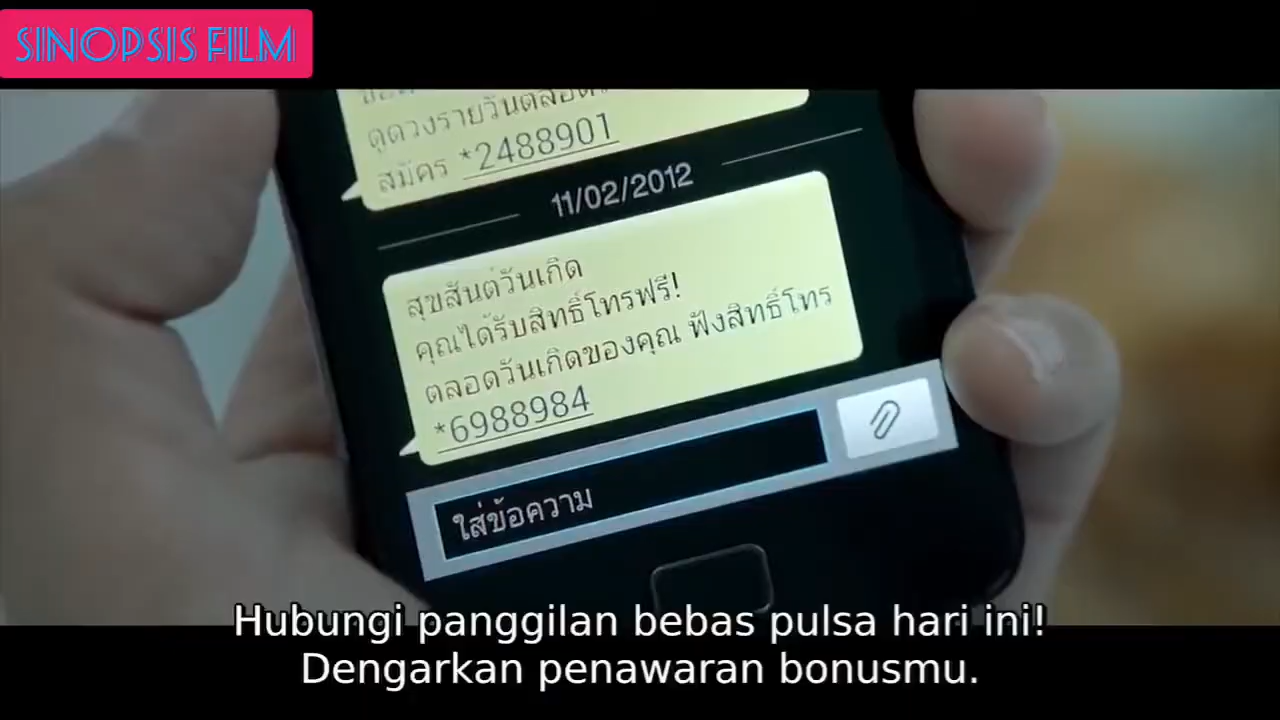 SINOPSIS FILM
ดูดวงรายวันตลอด
สมัคร *2488901
11/02/2012
สุขสันต์วันเกิด
คุณได้รับสิทธิ์โทรฟรี!
ตลอดวันเกิดของคุณ ฟังสิทธิ์โทร
*6988984
ใส่ข้อความ
Hubungi panggilan bebas pulsa hari ini!
Dengarkan penawaran bonusmu.